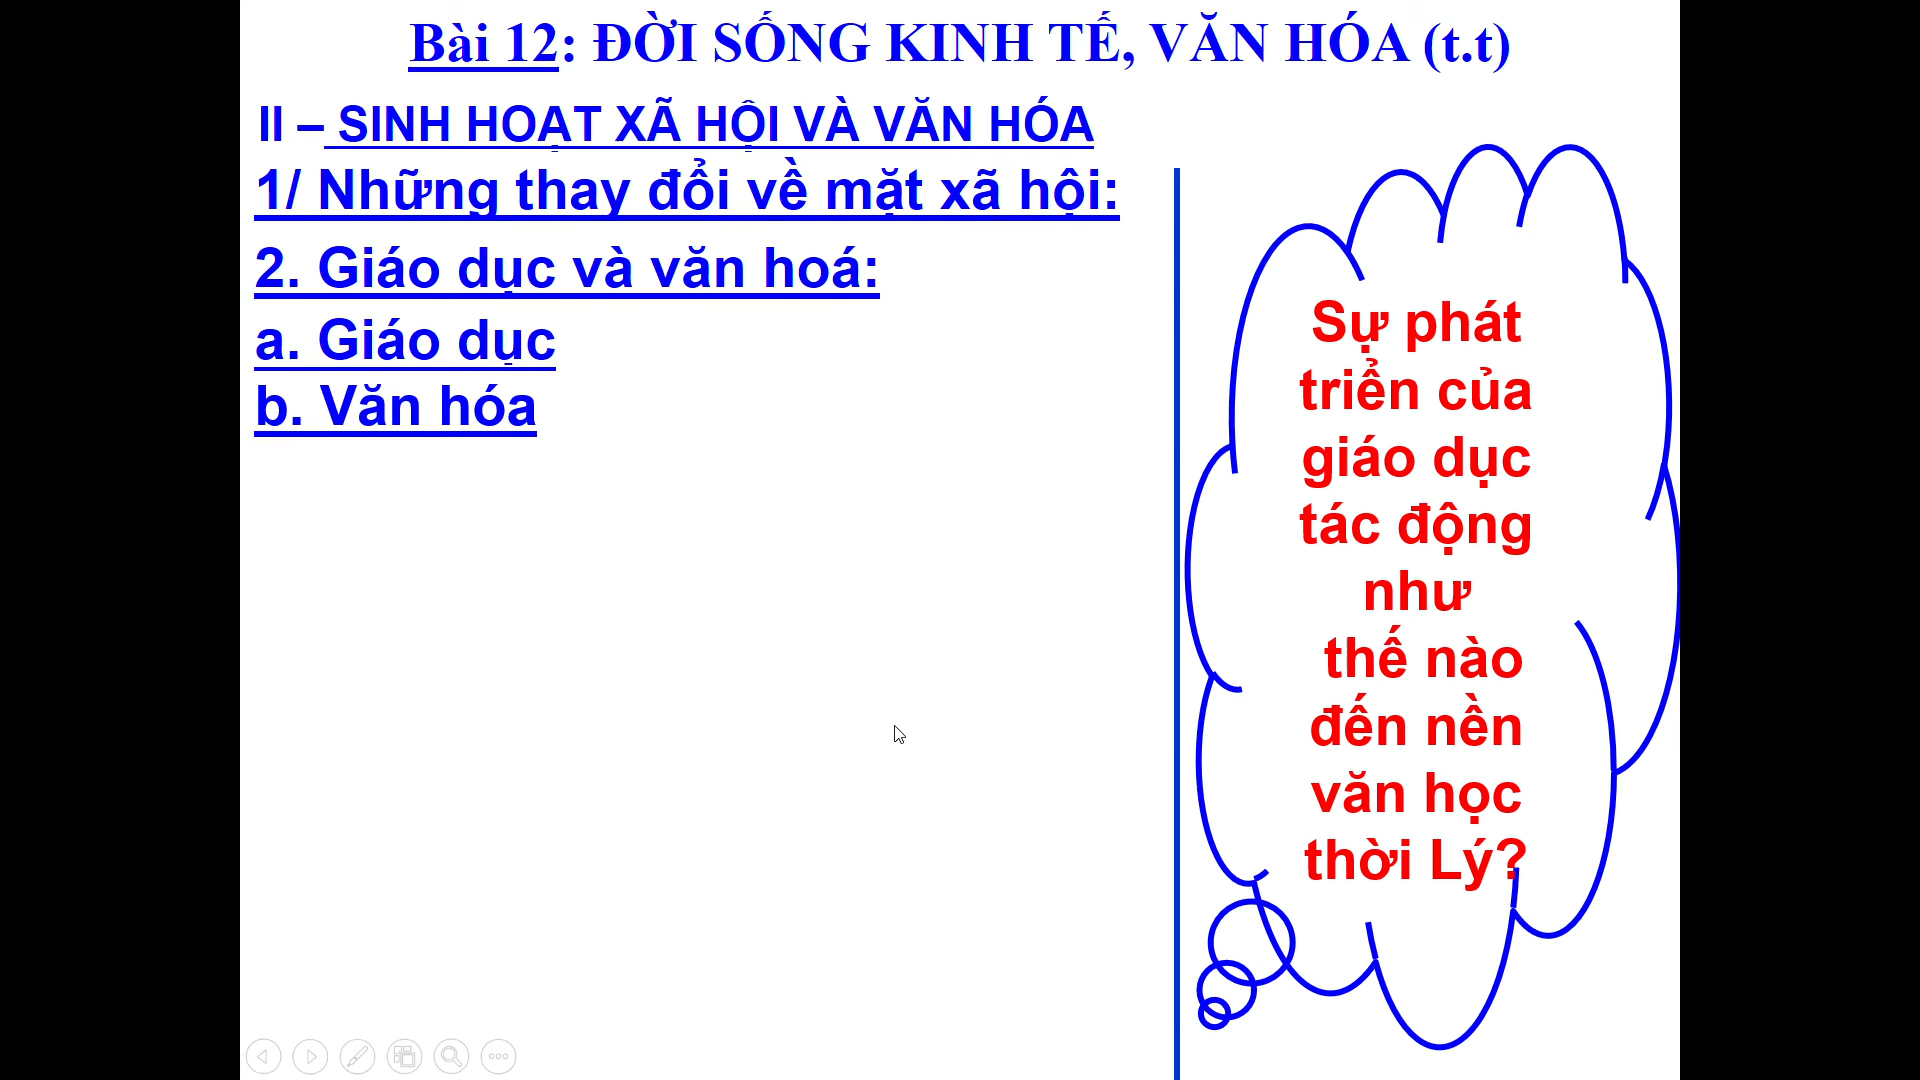 Bài 12: ĐỜI SỐNG KINH TẾ, VĂN HÓA (t.t)
II – SINH HOẠT XÃ HỘI VÀ VĂN HÓA
1/ Những thay đổi về mặt xã hội:
2. Giáo dục và văn hoá:
a. Giáo dục
b. Văn hóa
Sự phát
triển của
giáo dục
tác động
như
thế nào
đến nền
văn học
thời Lý?